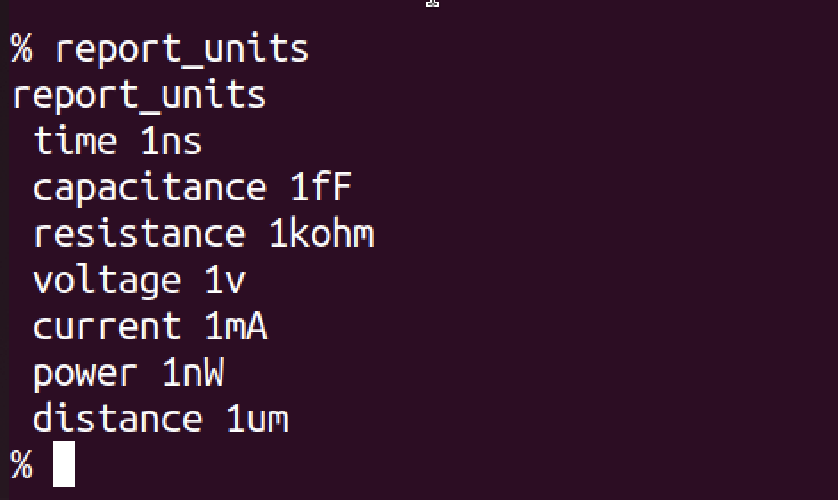 % report_units
report_units
time 1ns
capacitance 1fF
resistance 1kohm
voltage 1v
current 1mA
power 1nW
distance 1um
%